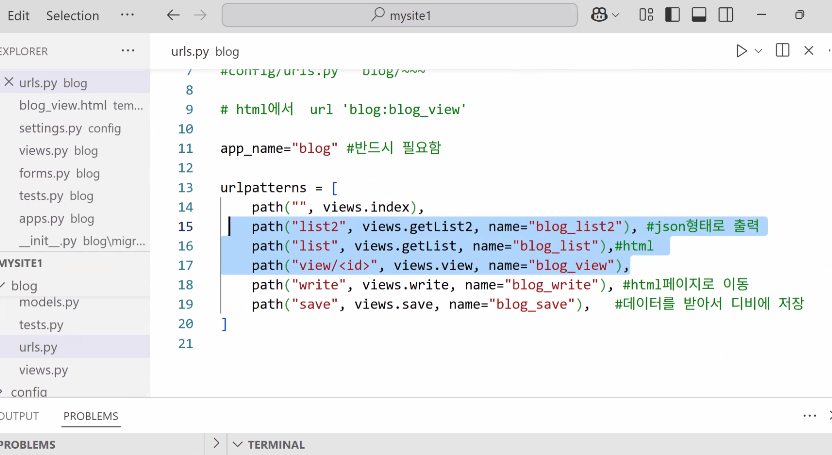 Edit Selection ··· mysite1
EXPLORER ···
urls.py blog
blog_view.html tem...
settings.py config
views.py blog
forms.py blog
tests.py blog
apps.py blog
__init__.py blog\migr...
MYSITE1
blog
models.py
tests.py
urls.py
views.py
config
urls.py blog
7 #config/urls.py blog/~~~
8
9 # html에서 url 'blog:blog_view'
10
11 app_name="blog" #반드시 필요함
12
13 urlpatterns = [
14 path("", views.index),
15 path("list2", views.getList2, name="blog_list2"), #json형태로 출력
16 path("list", views.getList, name="blog_list"),#html
17 path("view/<id>", views.view, name="blog_view"),
18 path("write", views.write, name="blog_write"), #html페이지로 이동
19 path("save", views.save, name="blog_save"), #데이터를 받아서 디비에 저장
20 ]
21
OUTPUT PROBLEMS ···
PROBLEMS TERMINAL